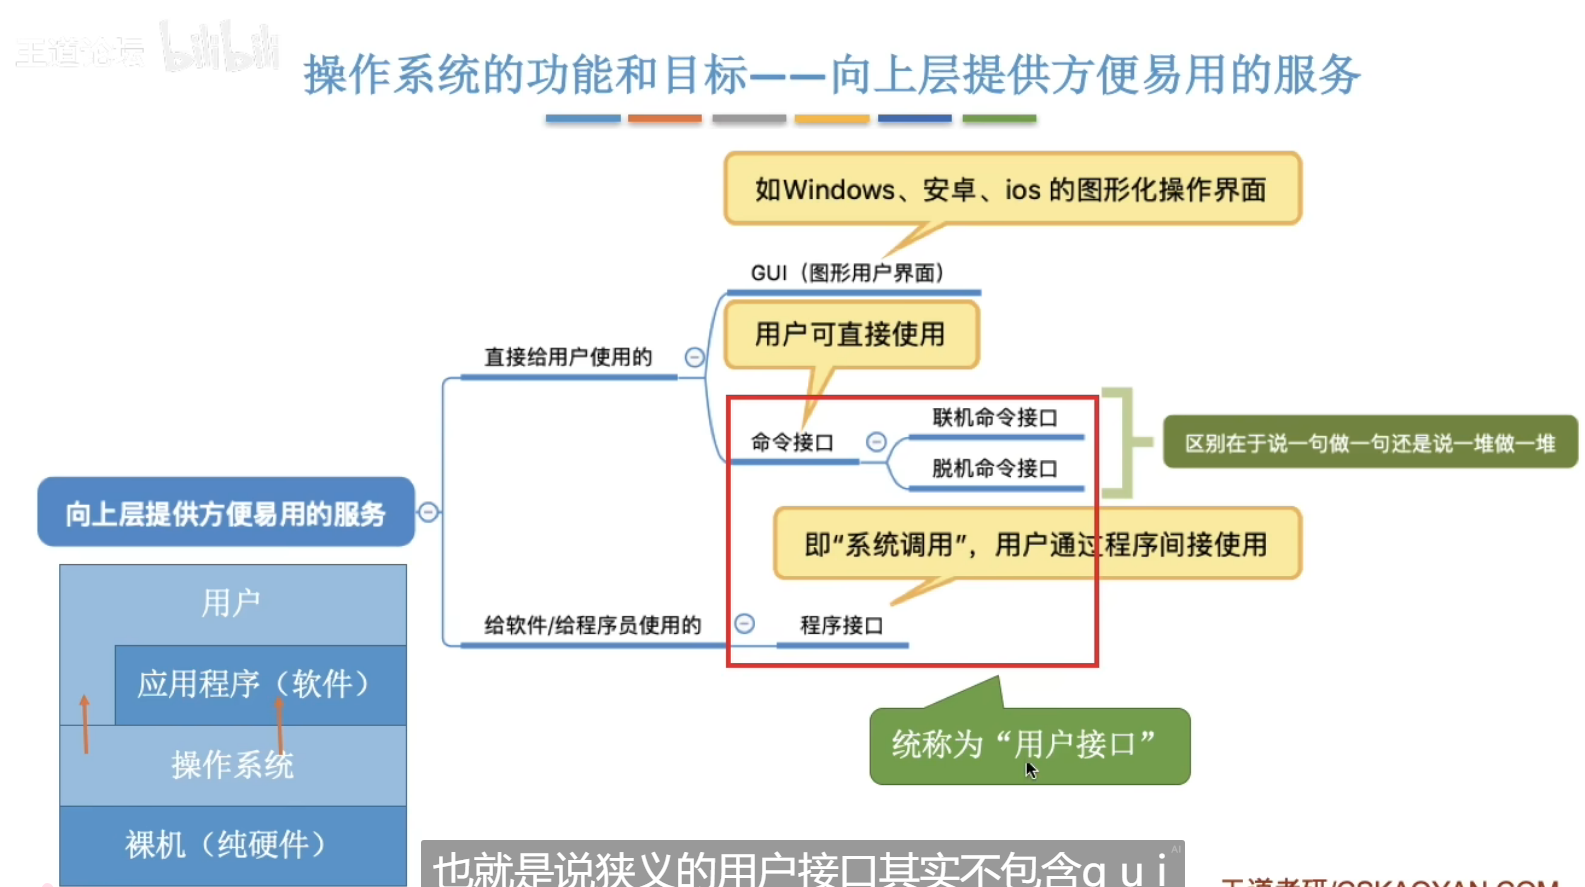 王道论坛 bilibili
操作系统的功能和目标——向上层提供方便易用的服务
如Windows、安卓、ios 的图形化操作界面
GUI（图形用户界面）
用户可直接使用
直接给用户使用的
命令接口
联机命令接口
脱机命令接口
区别在于说一句做一句还是说一堆做一堆
向上层提供方便易用的服务
即“系统调用”，用户通过程序间接使用
给软件/给程序员使用的
程序接口
统称为“用户接口”
用户
应用程序（软件）
操作系统
裸机（纯硬件）
也就是说狭义的用户接口其实不包含g u i
AI
王道考研/CSKAOYAN.COM